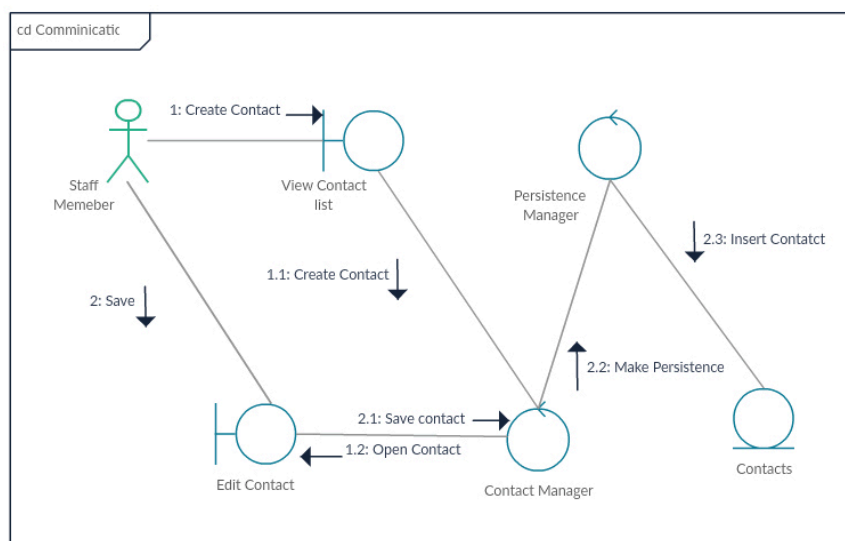 cd Comminicatic
1: Create Contact
Staff
Memeber
View Contact
list
Persistence
Manager
2.3: Insert Contatct
1.1: Create Contact
2: Save
2.2: Make Persistence
2.1: Save contact
1.2: Open Contact
Edit Contact
Contact Manager
Contacts